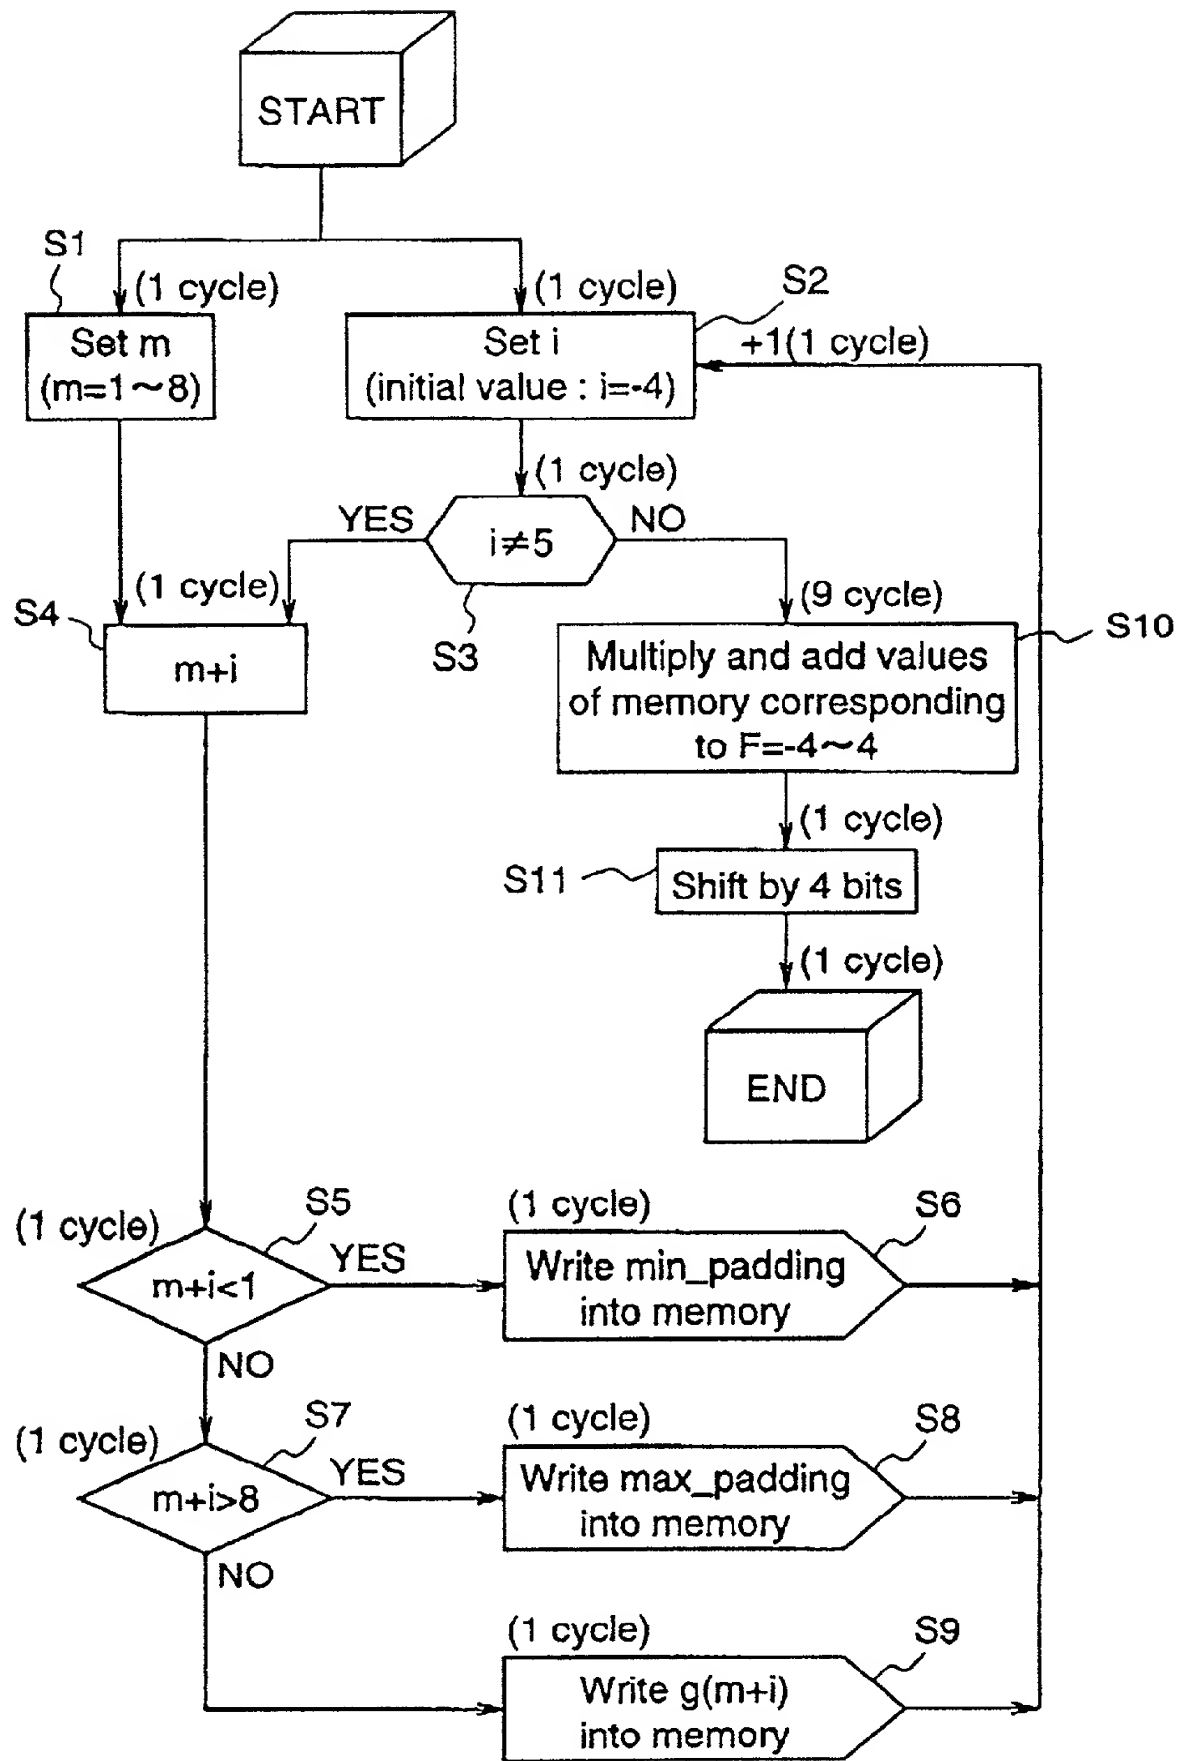 START
S1
(1 cycle)
(1 cycle)
S2
Set m
(m=1~8)
Set i
(initial value : i=-4)
+1(1 cycle)
(1 cycle)
YES
i≠5
NO
S3
(1 cycle)
S4
m+i
(9 cycle)
S10
Multiply and add values
of memory corresponding
to F=-4~4
(1 cycle)
S11
Shift by 4 bits
(1 cycle)
END
(1 cycle)
S5
m+i<1
YES
NO
(1 cycle)
S6
Write min_padding
into memory
(1 cycle)
S7
m+i>8
YES
NO
(1 cycle)
S8
Write max_padding
into memory
(1 cycle)
S9
Write g(m+i)
into memory